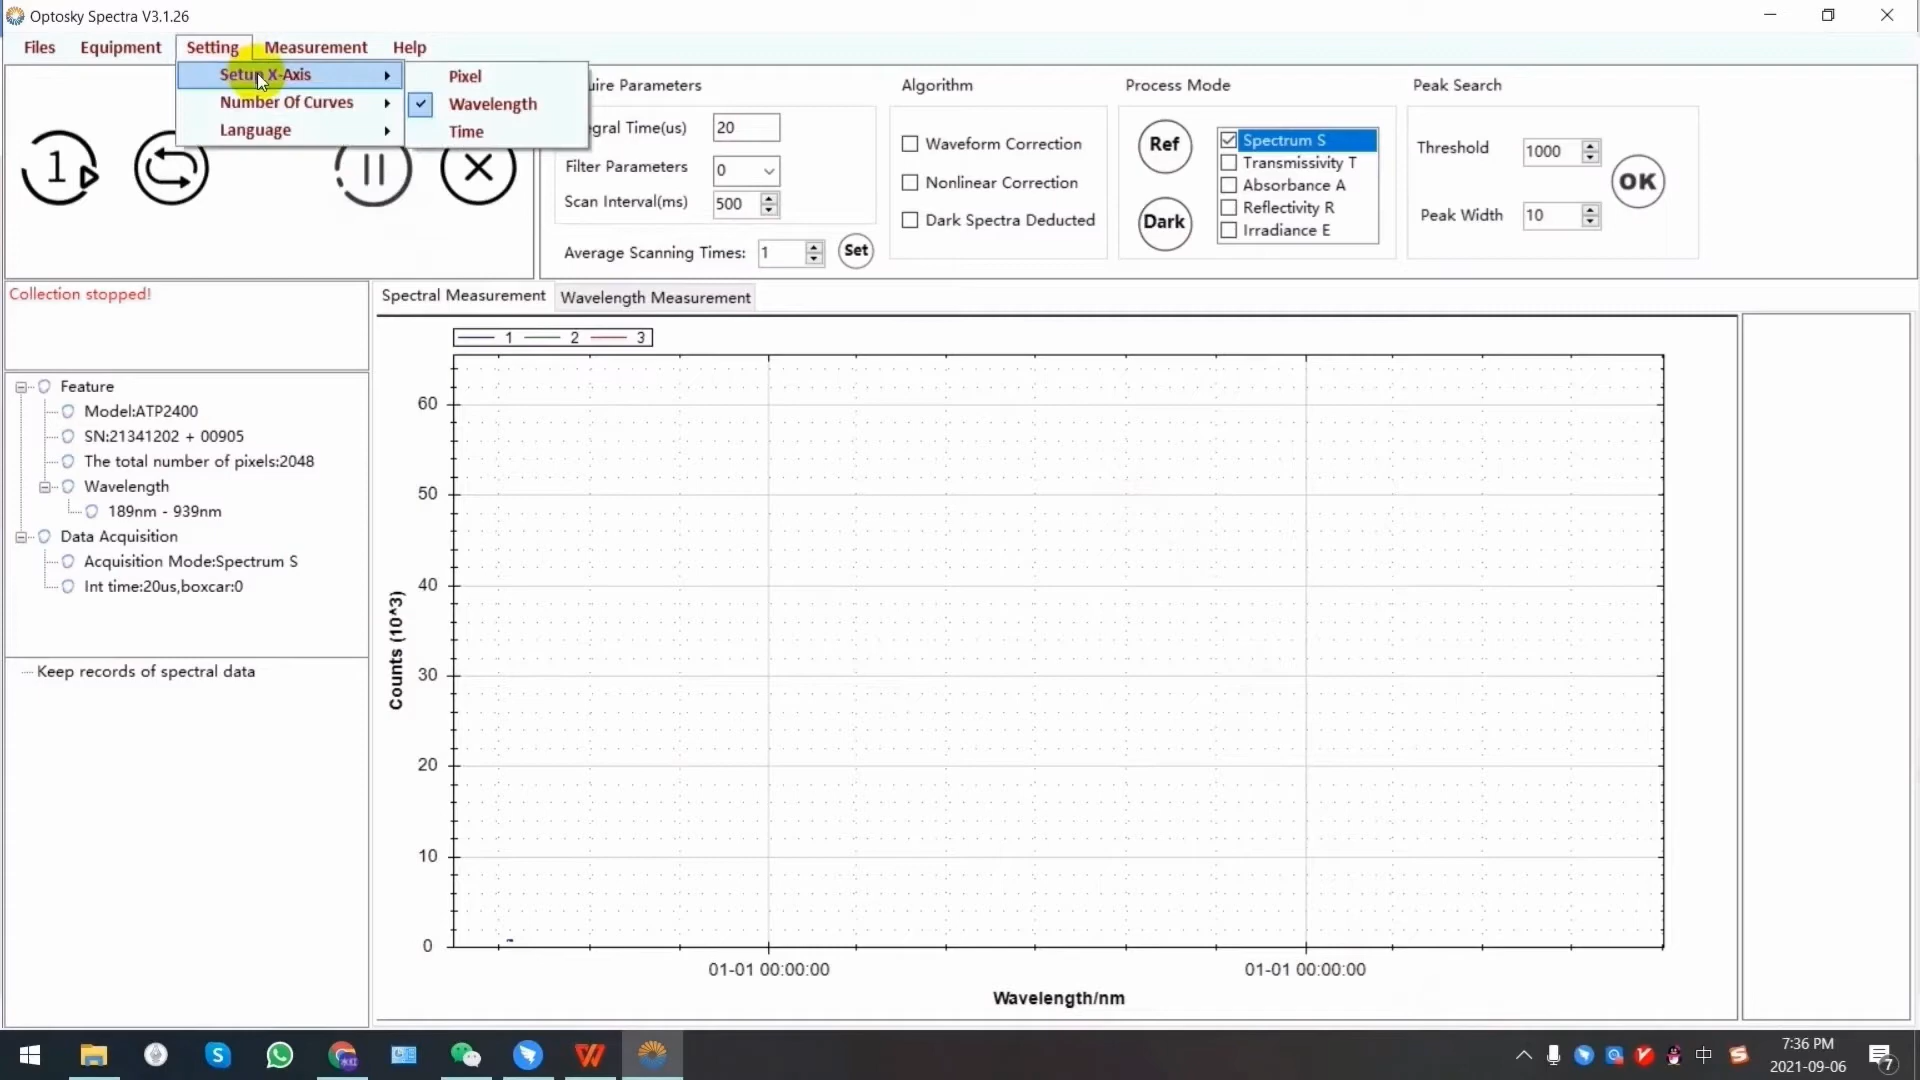 Optosky Spectra V3.1.26
Files Equipment Setting Measurement Help
Setup X-Axis
Number Of Curves
Language
Pixel
Wavelength
Time
1
uire Parameters
egral Time(us) 20
Filter Parameters 0
Scan Interval(ms) 500
Average Scanning Times: 1 Set
Algorithm
Waveform Correction
Nonlinear Correction
Dark Spectra Deducted
Process Mode
Ref
Dark
Spectrum S
Transmissivity T
Absorbance A
Reflectivity R
Irradiance E
Peak Search
Threshold 1000
Peak Width 10
OK
Collection stopped!
Feature
Model:ATP2400
SN:21341202 + 00905
The total number of pixels:2048
Wavelength
189nm - 939nm
Data Acquisition
Acquisition Mode:Spectrum S
Int time:20us,boxcar:0
Keep records of spectral data
Spectral Measurement Wavelength Measurement
1 2 3
60
50
40
30
20
10
0
Counts (10^3)
01-01 00:00:00 01-01 00:00:00
Wavelength/nm
中
7:36 PM
2021-09-06
7